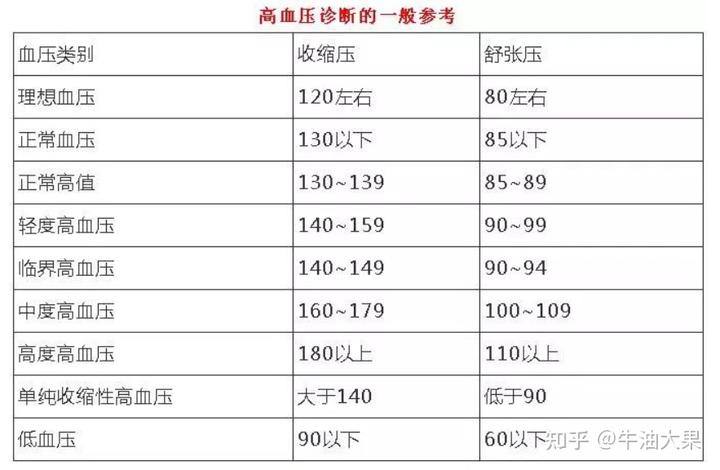 高血压诊断的一般参考
血压类别 收缩压 舒张压
理想血压 120左右 80左右
正常血压 130以下 85以下
正常高值 130~139 85~89
轻度高血压 140~159 90~99
临界高血压 140~149 90~94
中度高血压 160~179 100~109
高度高血压 180以上 110以上
单纯收缩性高血压 大于140 低于90
低血压 90以下 60以下
知乎 @牛油大果